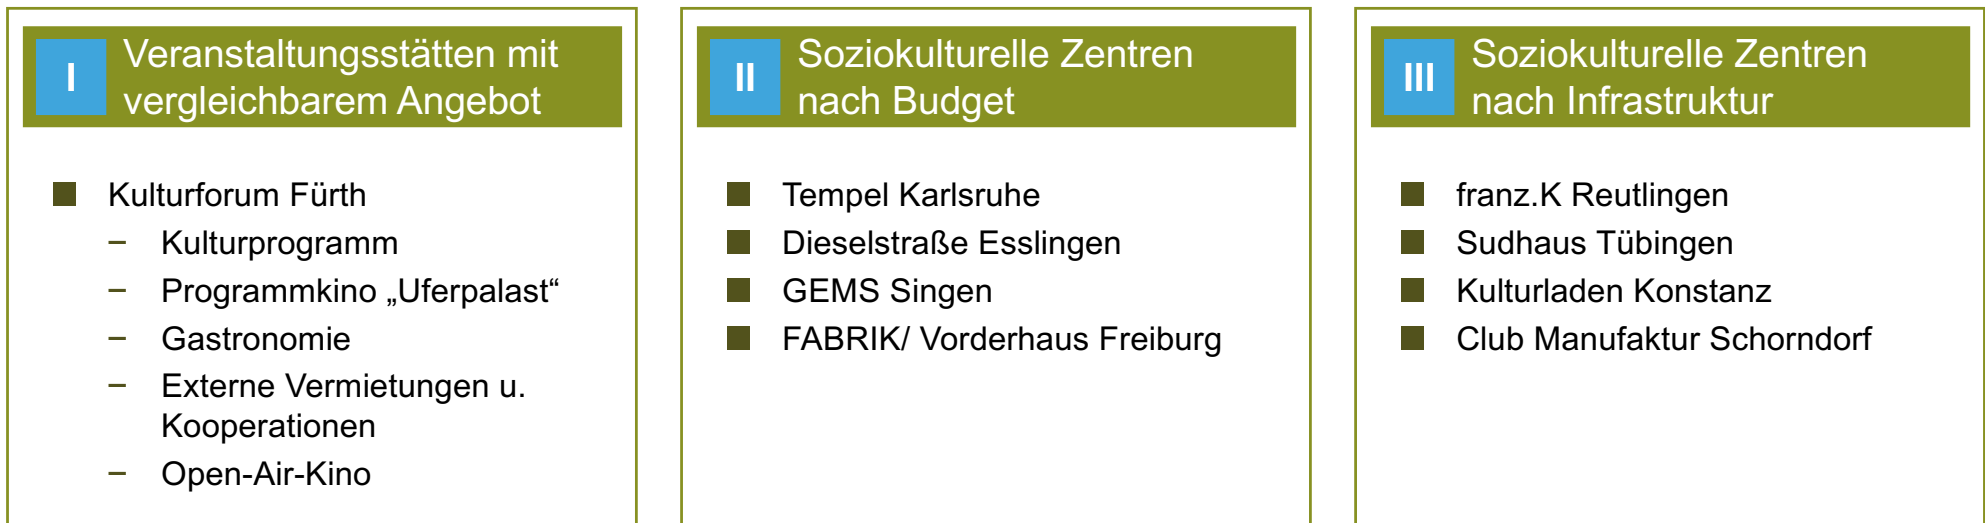 I
Veranstaltungsstätten mit
vergleichbarem Angebot
Kulturforum Fürth
– Kulturprogramm
– Programmkino „Uferpalast“
– Gastronomie
– Externe Vermietungen u.
Kooperationen
– Open-Air-Kino
II
Soziokulturelle Zentren
nach Budget
Tempel Karlsruhe
Dieselstraße Esslingen
GEMS Singen
FABRIK/ Vorderhaus Freiburg
III
Soziokulturelle Zentren
nach Infrastruktur
franz.K Reutlingen
Sudhaus Tübingen
Kulturladen Konstanz
Club Manufaktur Schorndorf